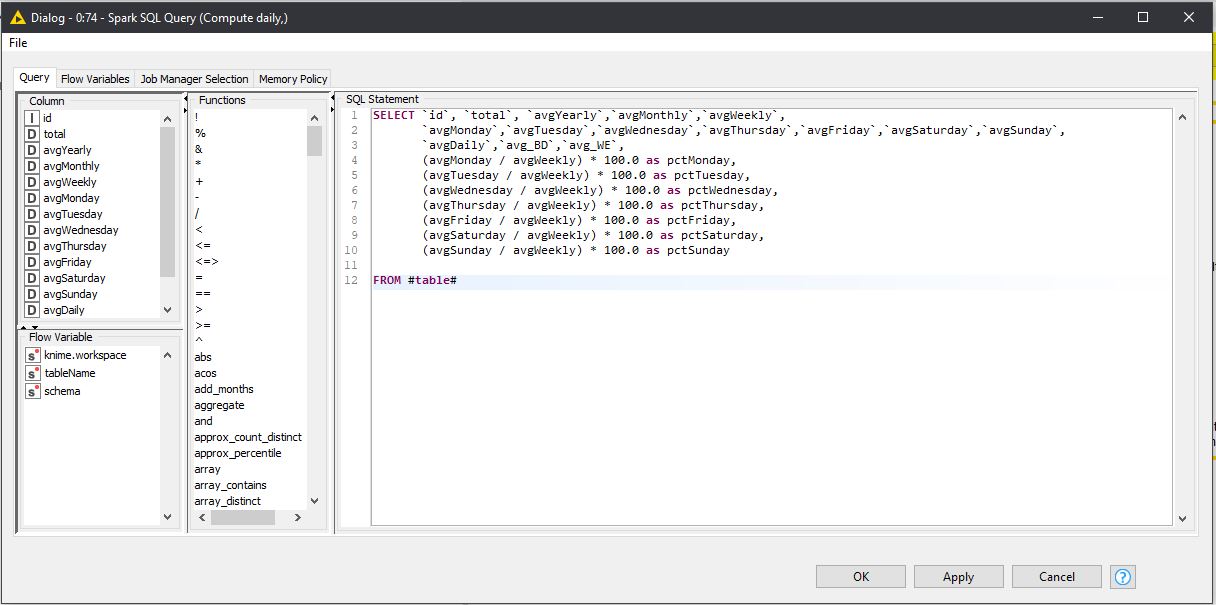 Dialog - 0:74 - Spark SQL Query (Compute daily,)
File
Query Flow Variables Job Manager Selection Memory Policy
Column
I id
D total
D avgYearly
D avgMonthly
D avgWeekly
D avgMonday
D avgTuesday
D avgWednesday
D avgThursday
D avgFriday
D avgSaturday
D avgSunday
D avgDaily
Flow Variable
s knime.workspace
s tableName
s schema
Functions
!
%
&
*
+
-
/
<
<=
<=>
=
==
>
>=
^
abs
acos
add_months
aggregate
and
approx_count_distinct
approx_percentile
array
array_contains
array_distinct
SQL Statement
1 SELECT `id`, `total`, `avgYearly`,`avgMonthly`,`avgWeekly`,
2 `avgMonday`,`avgTuesday`,`avgWednesday`,`avgThursday`,`avgFriday`,`avgSaturday`,`avgSunday`,
3 `avgDaily`,`avg_BD`,`avg_WE`,
4 (avgMonday / avgWeekly) * 100.0 as pctMonday,
5 (avgTuesday / avgWeekly) * 100.0 as pctTuesday,
6 (avgWednesday / avgWeekly) * 100.0 as pctWednesday,
7 (avgThursday / avgWeekly) * 100.0 as pctThursday,
8 (avgFriday / avgWeekly) * 100.0 as pctFriday,
9 (avgSaturday / avgWeekly) * 100.0 as pctSaturday,
10 (avgSunday / avgWeekly) * 100.0 as pctSunday
11
12 FROM #table#
OK Apply Cancel ?